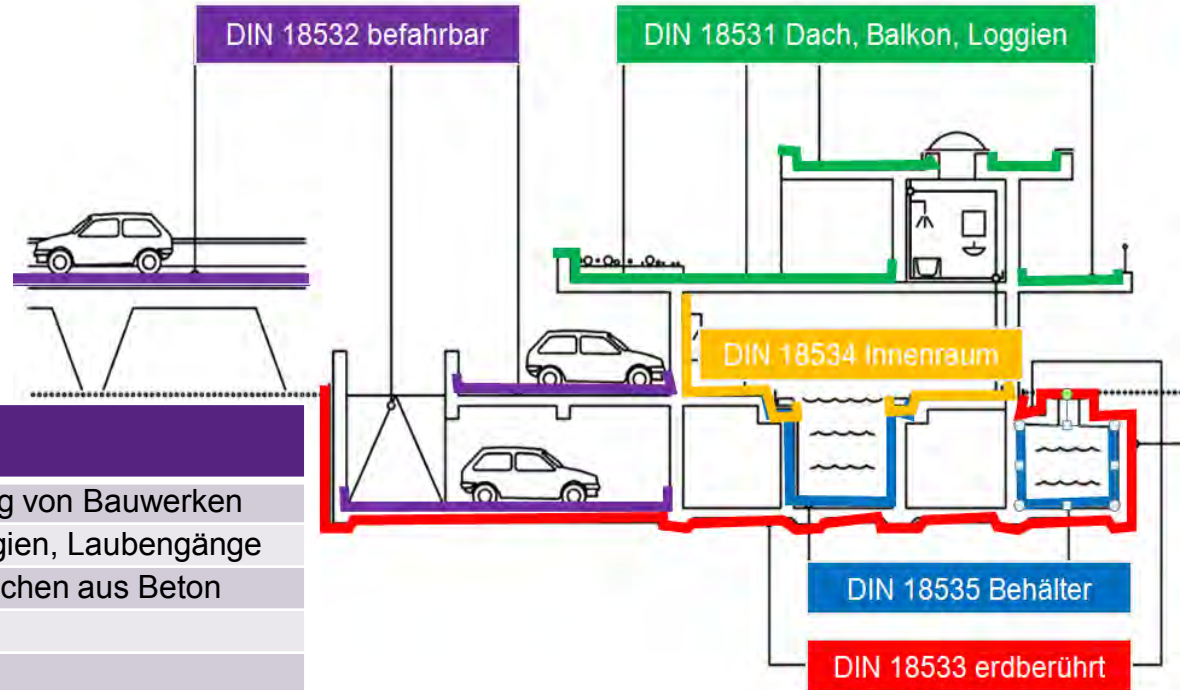 DIN 18532 befahrbar
DIN 18531 Dach, Balkon, Loggien
DIN 18534 Innenraum
g von Bauwerken
gien, Laubengänge
chen aus Beton
DIN 18535 Behälter
DIN 18533 erdberührt